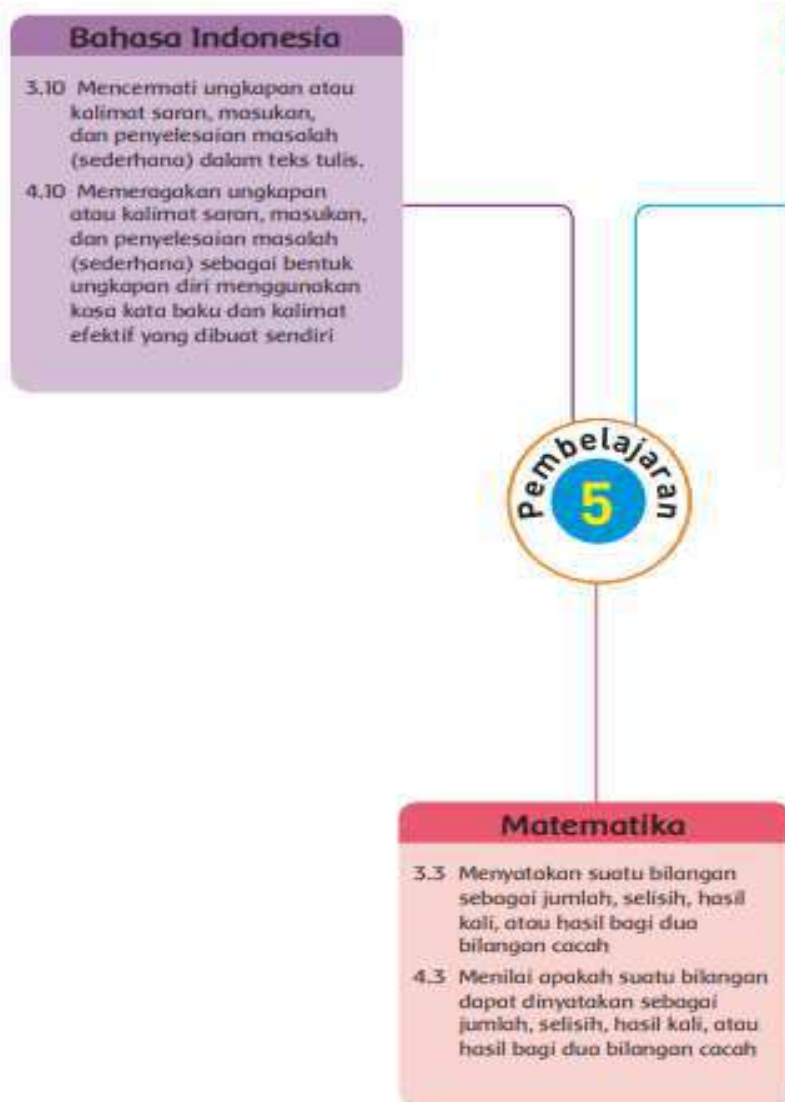 Bahasa Indonesia
3.10 Mencermati ungkapan atau
kalimat saran, masukan,
dan penyelesaian masalah
(sederhana) dalam teks tulis.
4.10 Memeragakan ungkapan
atau kalimat saran, masukan,
dan penyelesaian masalah
(sederhana) sebagai bentuk
ungkapan diri menggunakan
kosa kata baku dan kalimat
efektif yang dibuat sendiri
Pembelajaran
5
Matematika
3.3 Menyatakan suatu bilangan
sebagai jumlah, selisih, hasil
kali, atau hasil bagi dua
bilangan cacah
4.3 Menilai apakah suatu bilangan
dapat dinyatakan sebagai
jumlah, selisih, hasil kali, atau
hasil bagi dua bilangan cacah